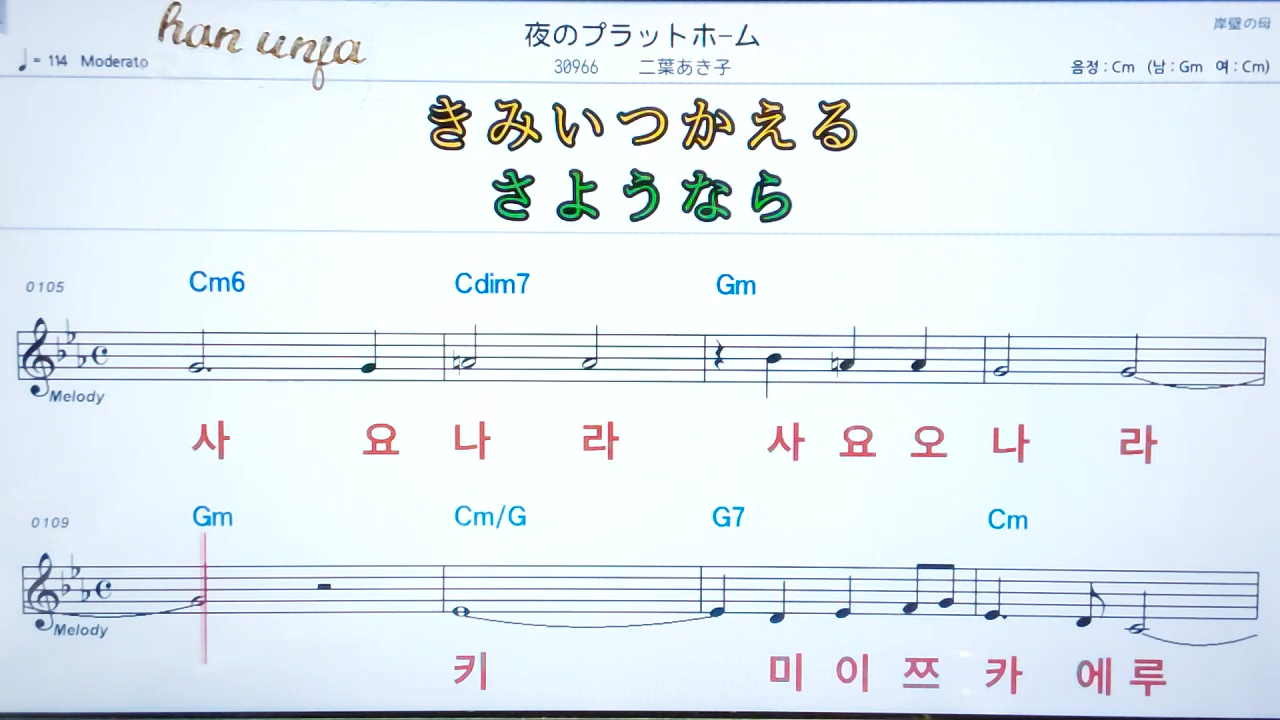 han unfa
夜のプラットホーム
岸壁の母
♩= 114 Moderato
30966 二葉あき子
음정 : Cm (남 : Gm 여 : Cm)
きみいつかえる
さようなら
0105 Cm6 Cdim7 Gm
Melody
사 요 나 라 사 요 오 나 라
0109 Gm Cm/G G7 Cm
Melody
키 미 이 쯔 카 에 루